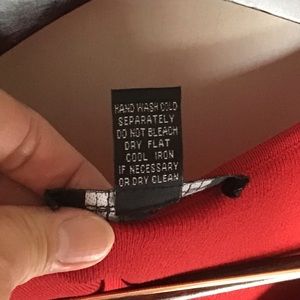 HAND WASH COLD
SEPARATELY
DO NOT BLEACH
DRY FLAT
COOL IRON
IF NECESSARY
OR DRY CLEAN